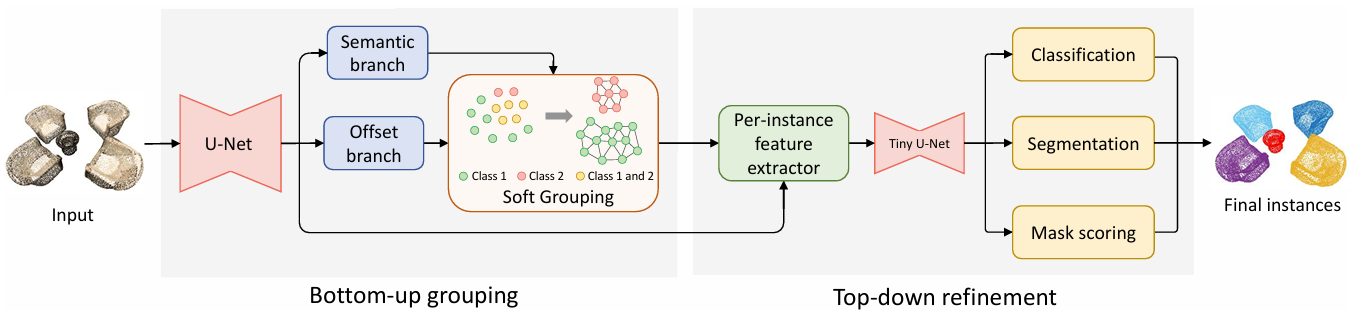 Input
U-Net
Semantic
branch
Offset
branch
Class 1
Class 2
Class 1 and 2
Soft Grouping
Bottom-up grouping
Per-instance
feature
extractor
Tiny U-Net
Classification
Segmentation
Mask scoring
Top-down refinement
Final instances